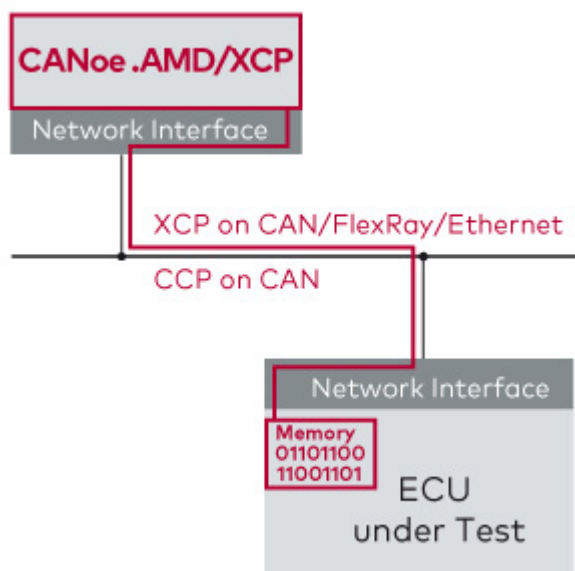 CANoe .AMD/XCP
Network Interface
XCP on CAN/FlexRay/Ethernet
CCP on CAN
Network Interface
Memory
01101100
11001101
ECU
under Test